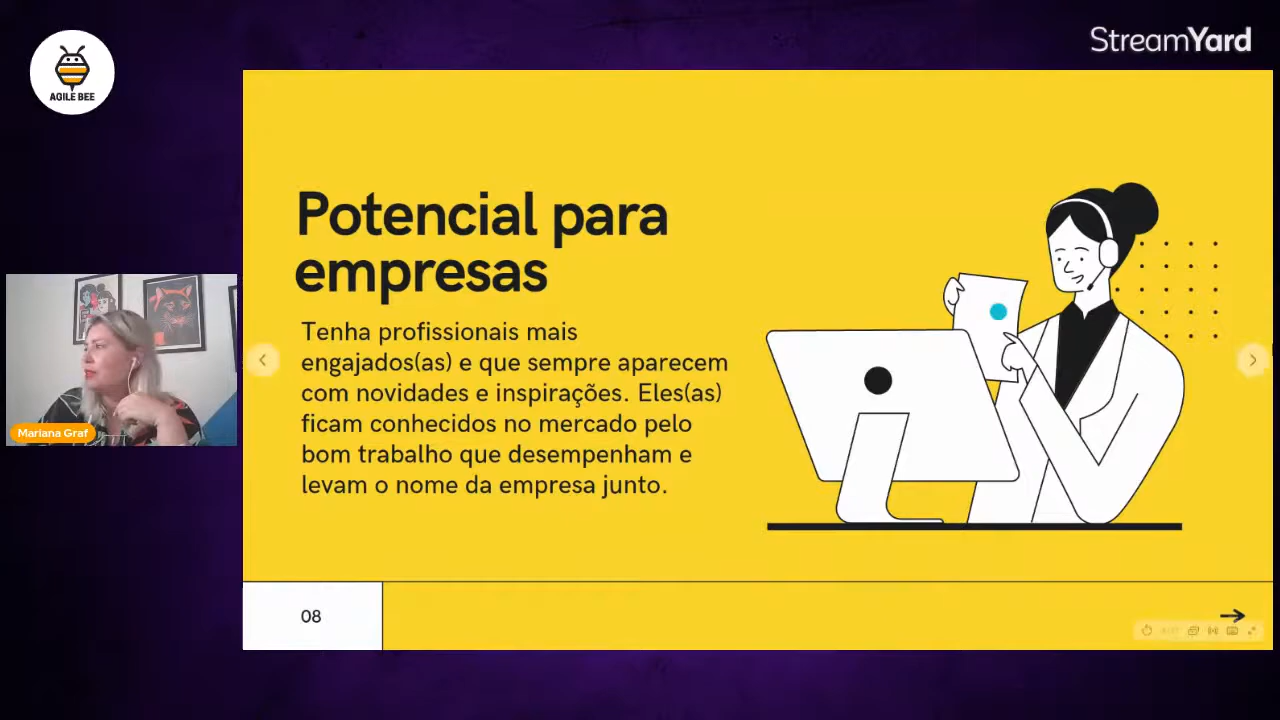 AGILE BEE
StreamYard
Potencial para
empresas
Tenha profissionais mais
engajados(as) e que sempre aparecem
com novidades e inspirações. Eles(as)
ficam conhecidos no mercado pelo
bom trabalho que desempenham e
levam o nome da empresa junto.
Mariana Graf
08